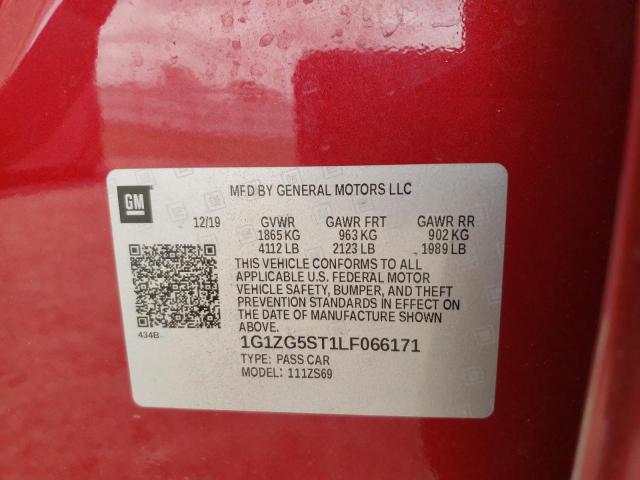 GM
MFD BY GENERAL MOTORS LLC
12/19 GVWR GAWR FRT GAWR RR
1865 KG 963 KG 902 KG
4112 LB 2123 LB 1989 LB
THIS VEHICLE CONFORMS TO ALL
APPLICABLE U.S. FEDERAL MOTOR
VEHICLE SAFETY, BUMPER, AND THEFT
PREVENTION STANDARDS IN EFFECT ON
THE DATE OF MANUFACTURE SHOWN
ABOVE.
434B
1G1ZG5ST1LF066171
TYPE: PASS CAR
MODEL: 111ZS69